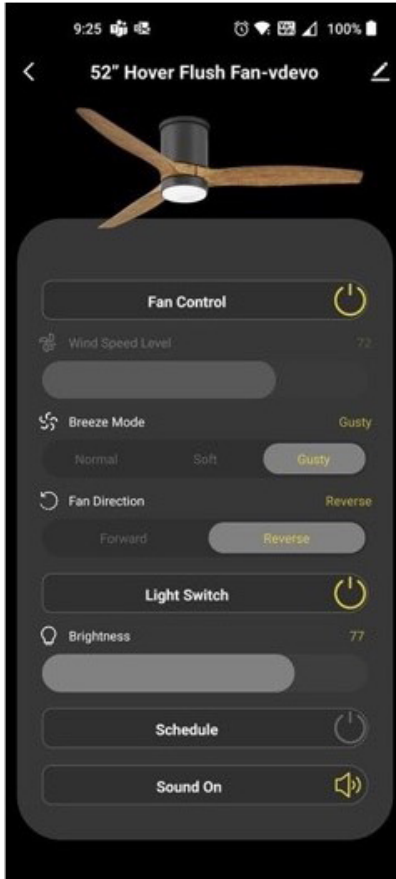 9:25 100%
52” Hover Flush Fan-vdevo
Fan Control
Wind Speed Level 72
Breeze Mode Gusty
Normal Soft Gusty
Fan Direction Reverse
Forward Reverse
Light Switch
Brightness 77
Schedule
Sound On